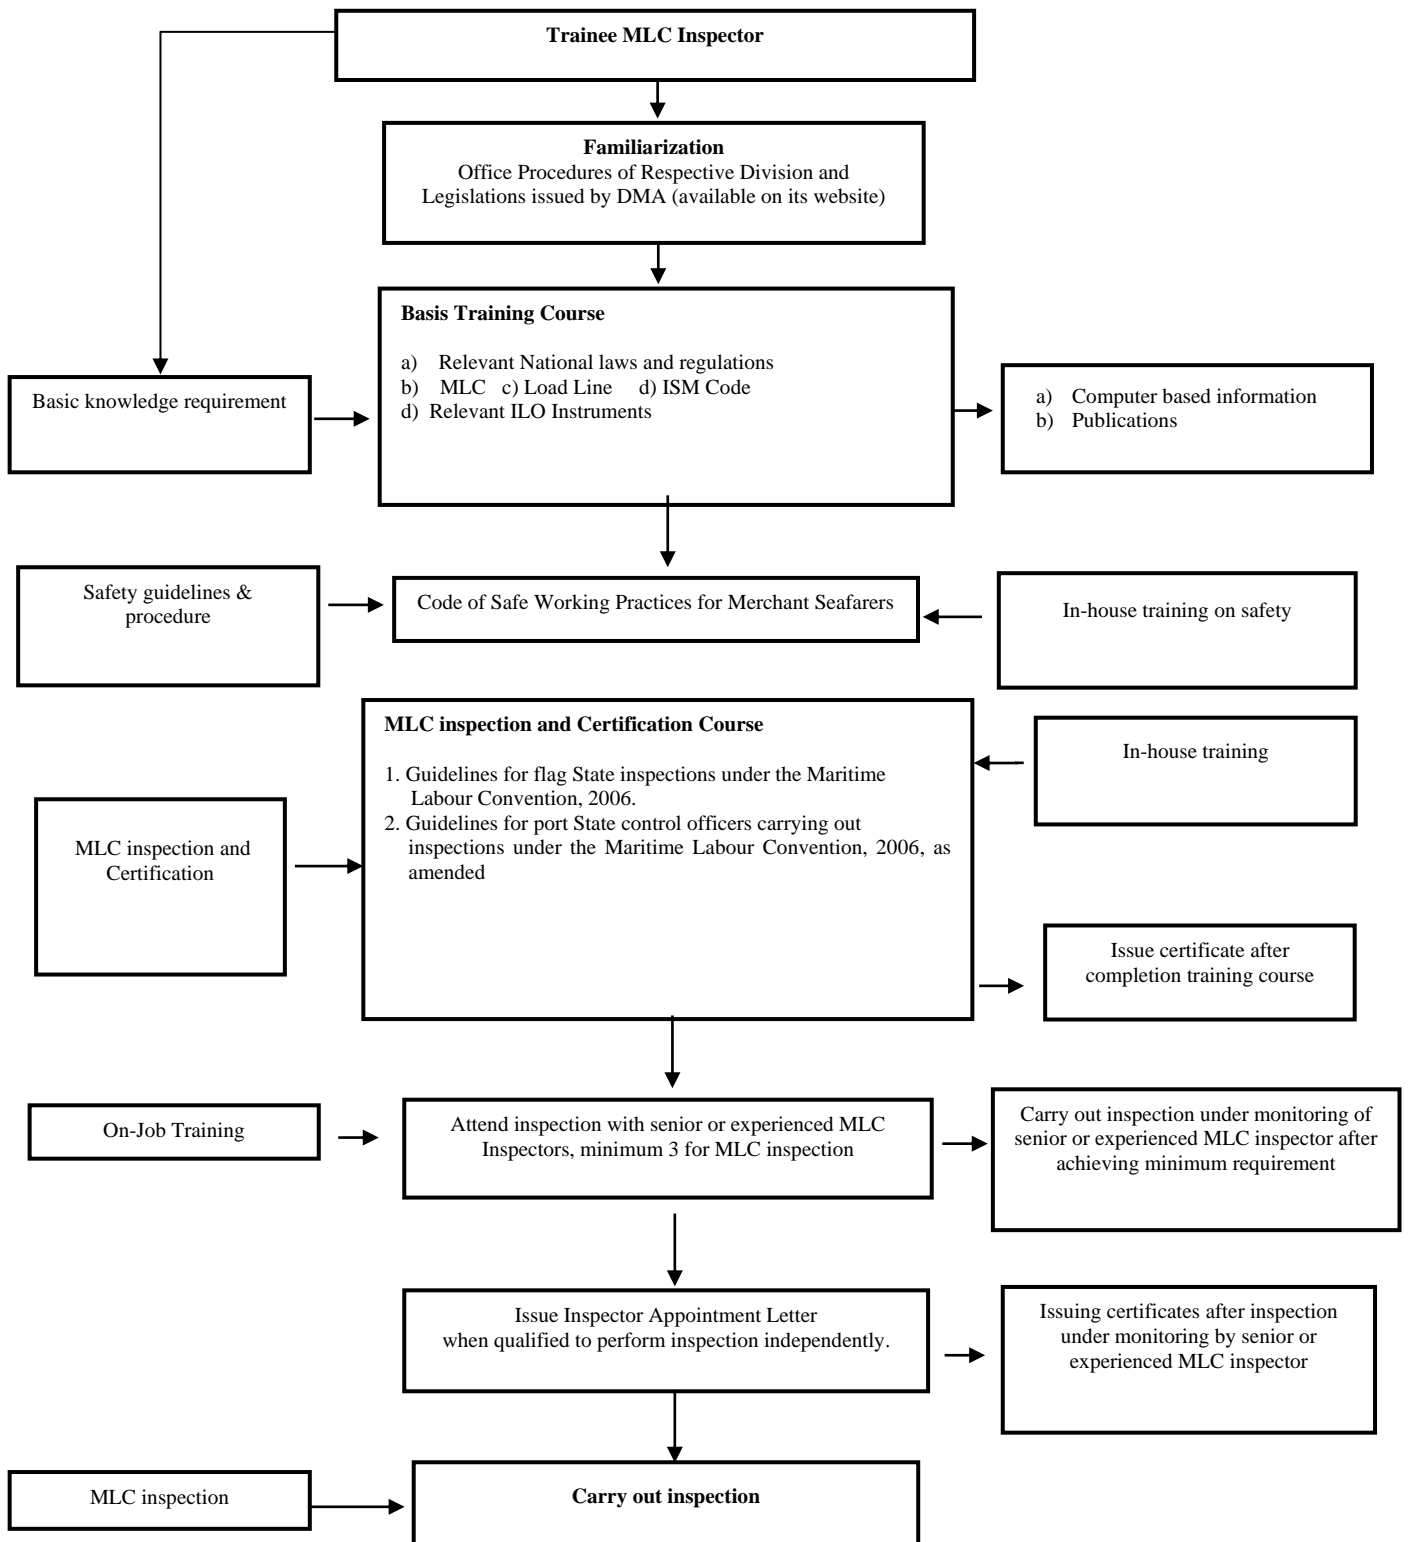 Trainee MLC Inspector
Familiarization
Office Procedures of Respective Division and
Legislations issued by DMA (available on its website)
Basis Training Course
a) Relevant National laws and regulations
b) MLC c) Load Line d) ISM Code
d) Relevant ILO Instruments
Basic knowledge requirement
a) Computer based information
b) Publications
Safety guidelines &
procedure
Code of Safe Working Practices for Merchant Seafarers
In-house training on safety
MLC inspection and Certification Course
1. Guidelines for flag State inspections under the Maritime
Labour Convention, 2006.
2. Guidelines for port State control officers carrying out
inspections under the Maritime Labour Convention, 2006, as
amended
In-house training
MLC inspection and
Certification
Issue certificate after
completion training course
On-Job Training
Attend inspection with senior or experienced MLC
Inspectors, minimum 3 for MLC inspection
Carry out inspection under monitoring of
senior or experienced MLC inspector after
achieving minimum requirement
Issue Inspector Appointment Letter
when qualified to perform inspection independently.
Issuing certificates after inspection
under monitoring by senior or
experienced MLC inspector
MLC inspection
Carry out inspection